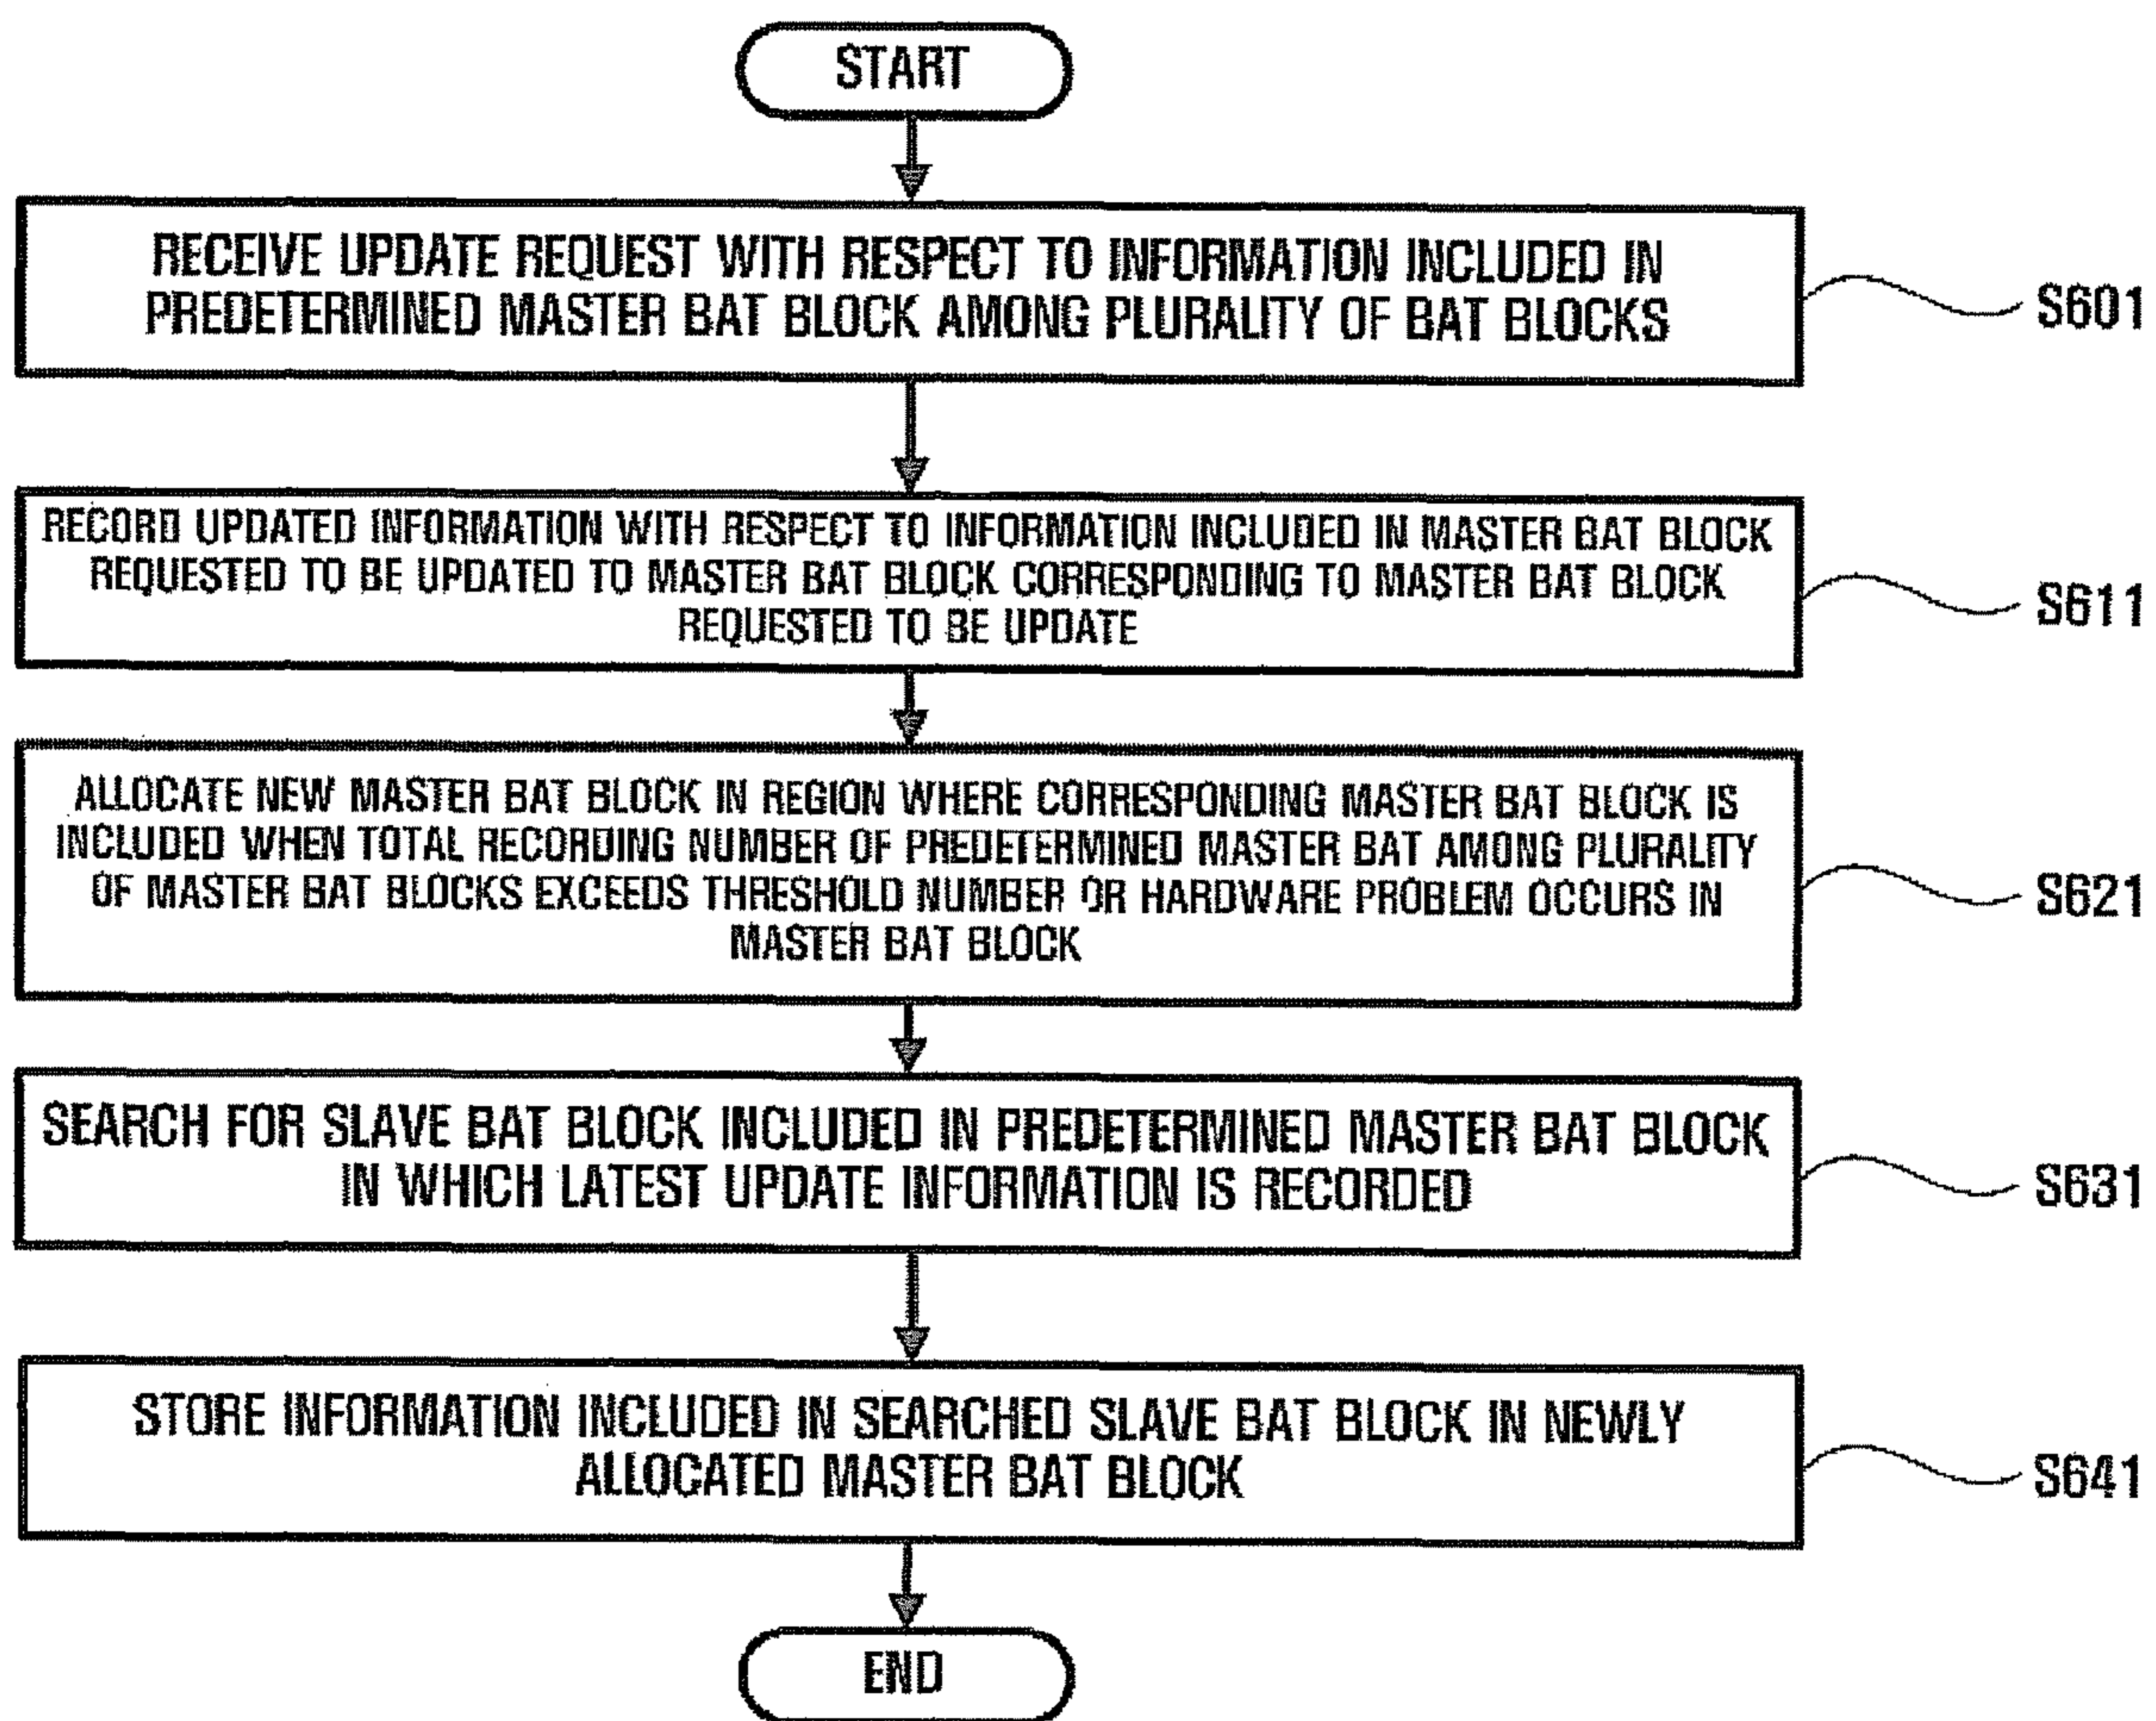 START
RECEIVE UPDATE REQUEST WITH RESPECT TO INFORMATION INCLUDED IN
PREDETERMINED MASTER BAT BLOCK AMONG PLURALITY OF BAT BLOCKS
S601
RECORD UPDATED INFORMATION WITH RESPECT TO INFORMATION INCLUDED IN MASTER BAT BLOCK
REQUESTED TO BE UPDATED TO MASTER BAT BLOCK CORRESPONDING TO MASTER BAT BLOCK
REQUESTED TO BE UPDATE
S611
ALLOCATE NEW MASTER BAT BLOCK IN REGION WHERE CORRESPONDING MASTER BAT BLOCK IS
INCLUDED WHEN TOTAL RECORDING NUMBER OF PREDETERMINED MASTER BAT AMONG PLURALITY
OF MASTER BAT BLOCKS EXCEEDS THRESHOLD NUMBER OR HARDWARE PROBLEM OCCURS IN
MASTER BAT BLOCK
S621
SEARCH FOR SLAVE BAT BLOCK INCLUDED IN PREDETERMINED MASTER BAT BLOCK
IN WHICH LATEST UPDATE INFORMATION IS RECORDED
S631
STORE INFORMATION INCLUDED IN SEARCHED SLAVE BAT BLOCK IN NEWLY
ALLOCATED MASTER BAT BLOCK
S641
END